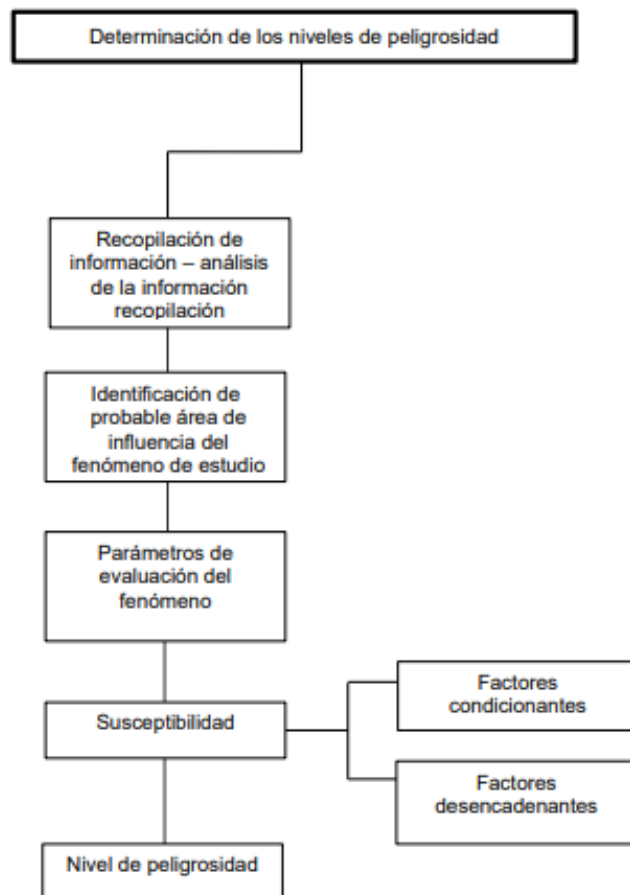 Determinación de los niveles de peligrosidad
Recopilación de
información – análisis
de la información
recopilación
Identificación de
probable área de
influencia del
fenómeno de estudio
Parámetros de
evaluación del
fenómeno
Susceptibilidad
Factores
condicionantes
Factores
desencadenantes
Nivel de peligrosidad